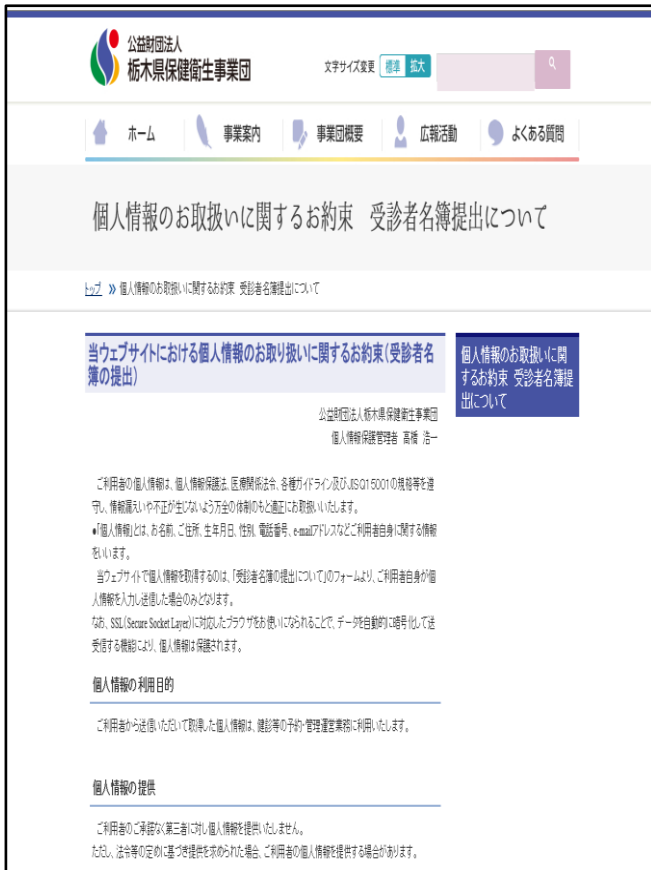 公益財団法人
栃木県保健衛生事業団
文字サイズ変更 標準 拡大
ホーム 事業案内 事業団概要 広報活動 よくある質問
個人情報のお取扱いに関するお約束 受診者名簿提出について
トップ » 個人情報のお取扱いに関するお約束 受診者名簿提出について
当ウェブサイトにおける個人情報のお取り扱いに関するお約束(受診者名
簿の提出)
個人情報のお取扱いに関
するお約束 受診者名簿提
出について
公益財団法人栃木県保健衛生事業団
個人情報保護管理者 髙橋 浩一
ご利用者の個人情報は、個人情報保護法、医療関係法令、各種ガイドライン及びJISQ15001の規格等を遵
守し、情報漏えいや不正が生じないよう万全の体制のもと適正にお取扱いいたします。
●「個人情報」とは、お名前、ご住所、生年月日、性別、電話番号、e-mailアドレスなどご利用者自身に関する情報
をいいます。
当ウェブサイトで個人情報を取得するのは、「受診者名簿の提出について」のフォームより、ご利用者自身が個
人情報を入力し送信した場合のみとなります。
なお、SSL(Secure Socket Layer)に対応したブラウザをお使いになられることで、データを自動的に暗号化して送
受信する機能により、個人情報は保護されます。
個人情報の利用目的
ご利用者から送信いただいて取得した個人情報は、健診等の予約・管理運営業務に利用いたします。
個人情報の提供
ご利用者のご承諾なく第三者に対し個人情報を提供いたしません。
ただし、法令等の定めに基づき提供を求められた場合、ご利用者の個人情報を提供する場合があります。